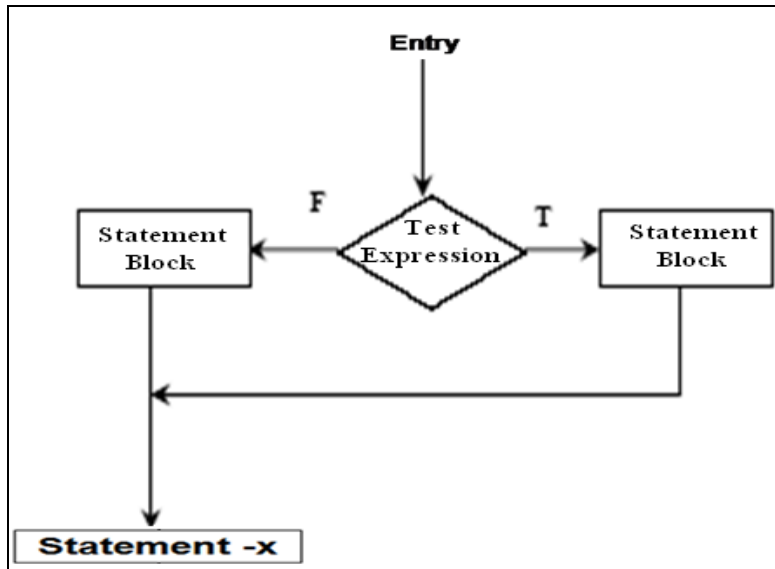 Entry
F
T
Statement
Block
Test
Expression
Statement
Block
Statement -x